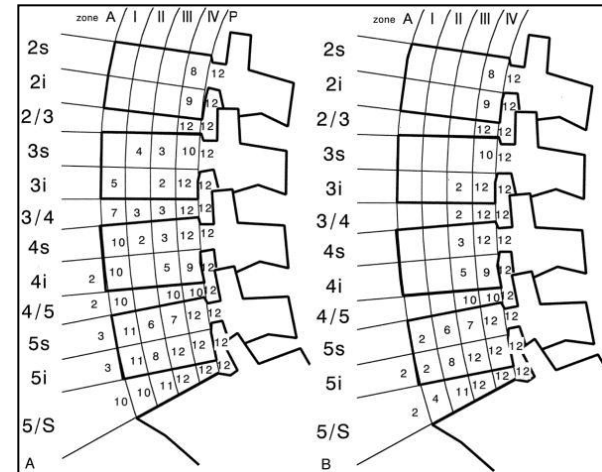 zone A I II III IV P
2s 8 12
2i 9 12
2/3 12 12
3s 4 3 10 12
3i 5 2 12 12
3/4 7 3 3 12 12
4s 10 2 3 12 12
4i 2 10 5 9 12
4/5 2 10 10 10 12
5s 3 11 6 7 12 12
5i 3 11 8 12 12 12
5/S 10 10 11 12 12 12
A
zone A I II III IV
2s 8 12
2i 9 12
2/3 12 12
3s 10 12
3i 2 12 12
3/4 2 12 12
4s 3 12 12
4i 5 9 12
4/5 10 10 12
5s 2 6 7 12 12
5i 2 2 8 12 12 12
5/S 2 4 11 12 12 12
B